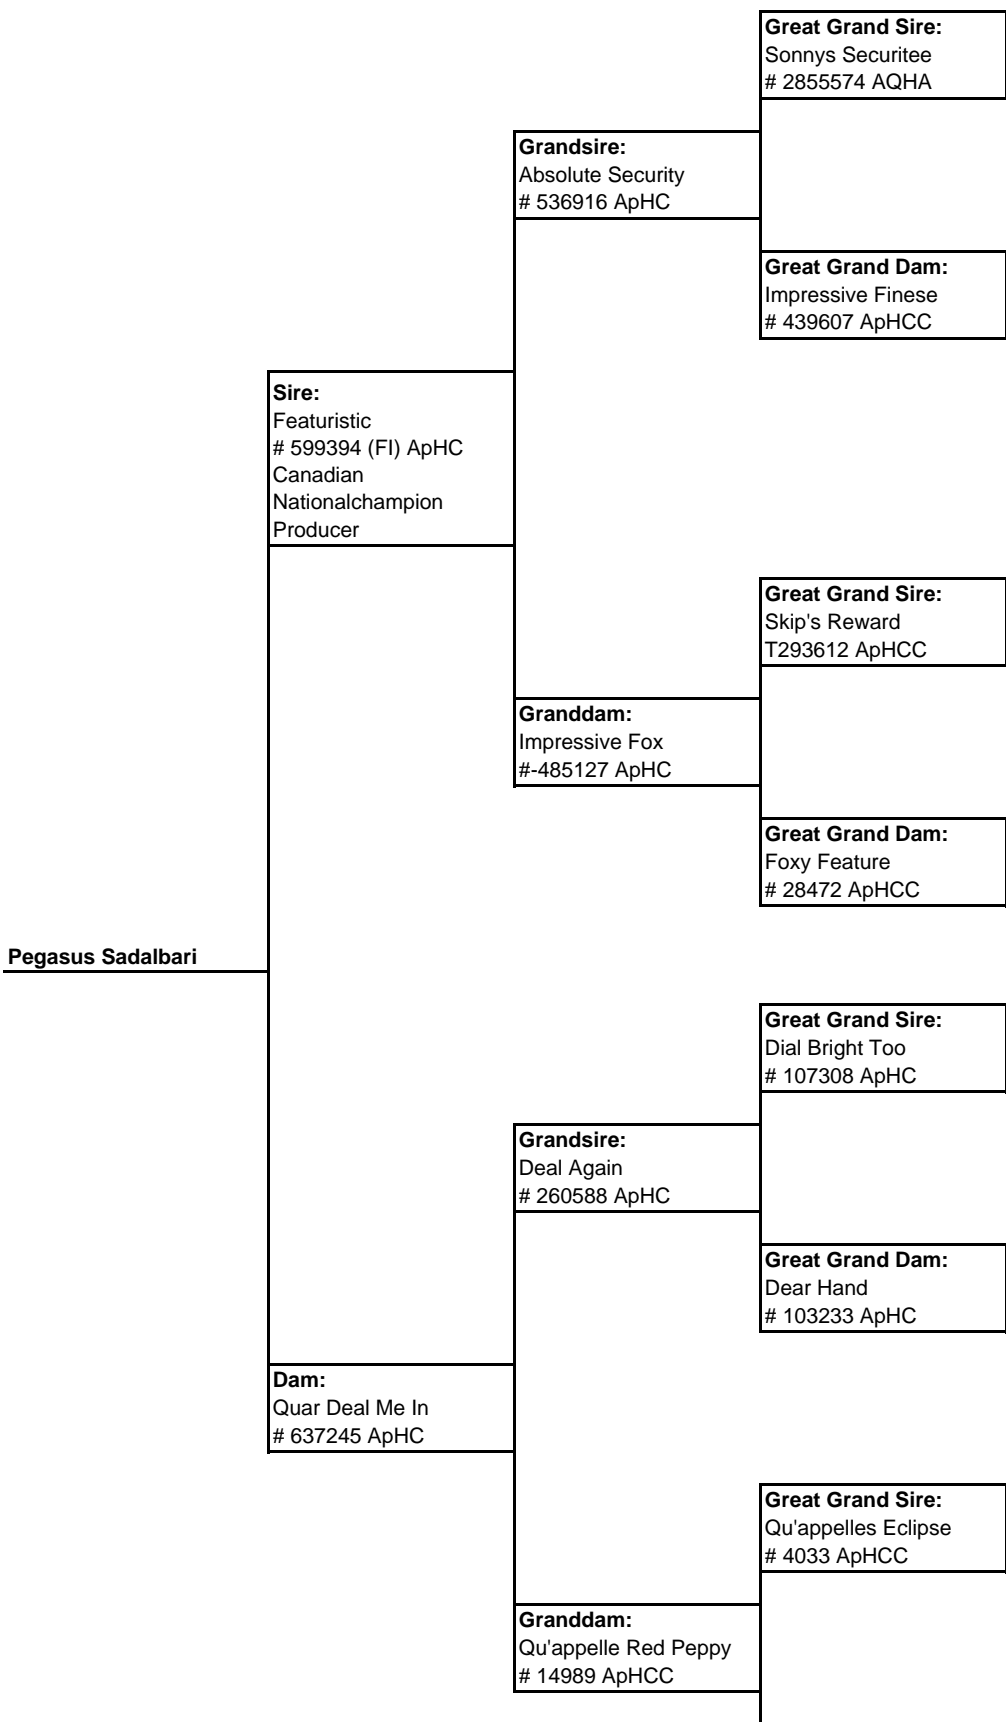 Great Grand Sire:
Sonnys Securitee
# 2855574 AQHA
Grandsire:
Absolute Security
# 536916 ApHC
Great Grand Dam:
Impressive Finese
# 439607 ApHCC
Sire:
Featuristic
# 599394 (FI) ApHC
Canadian
Nationalchampion
Producer
Great Grand Sire:
Skip's Reward
T293612 ApHCC
Granddam:
Impressive Fox
#-485127 ApHC
Great Grand Dam:
Foxy Feature
# 28472 ApHCC
Pegasus Sadalbari
Great Grand Sire:
Dial Bright Too
# 107308 ApHC
Grandsire:
Deal Again
# 260588 ApHC
Great Grand Dam:
Dear Hand
# 103233 ApHC
Dam:
Quar Deal Me In
# 637245 ApHC
Great Grand Sire:
Qu'appelles Eclipse
# 4033 ApHCC
Granddam:
Qu'appelle Red Peppy
# 14989 ApHCC